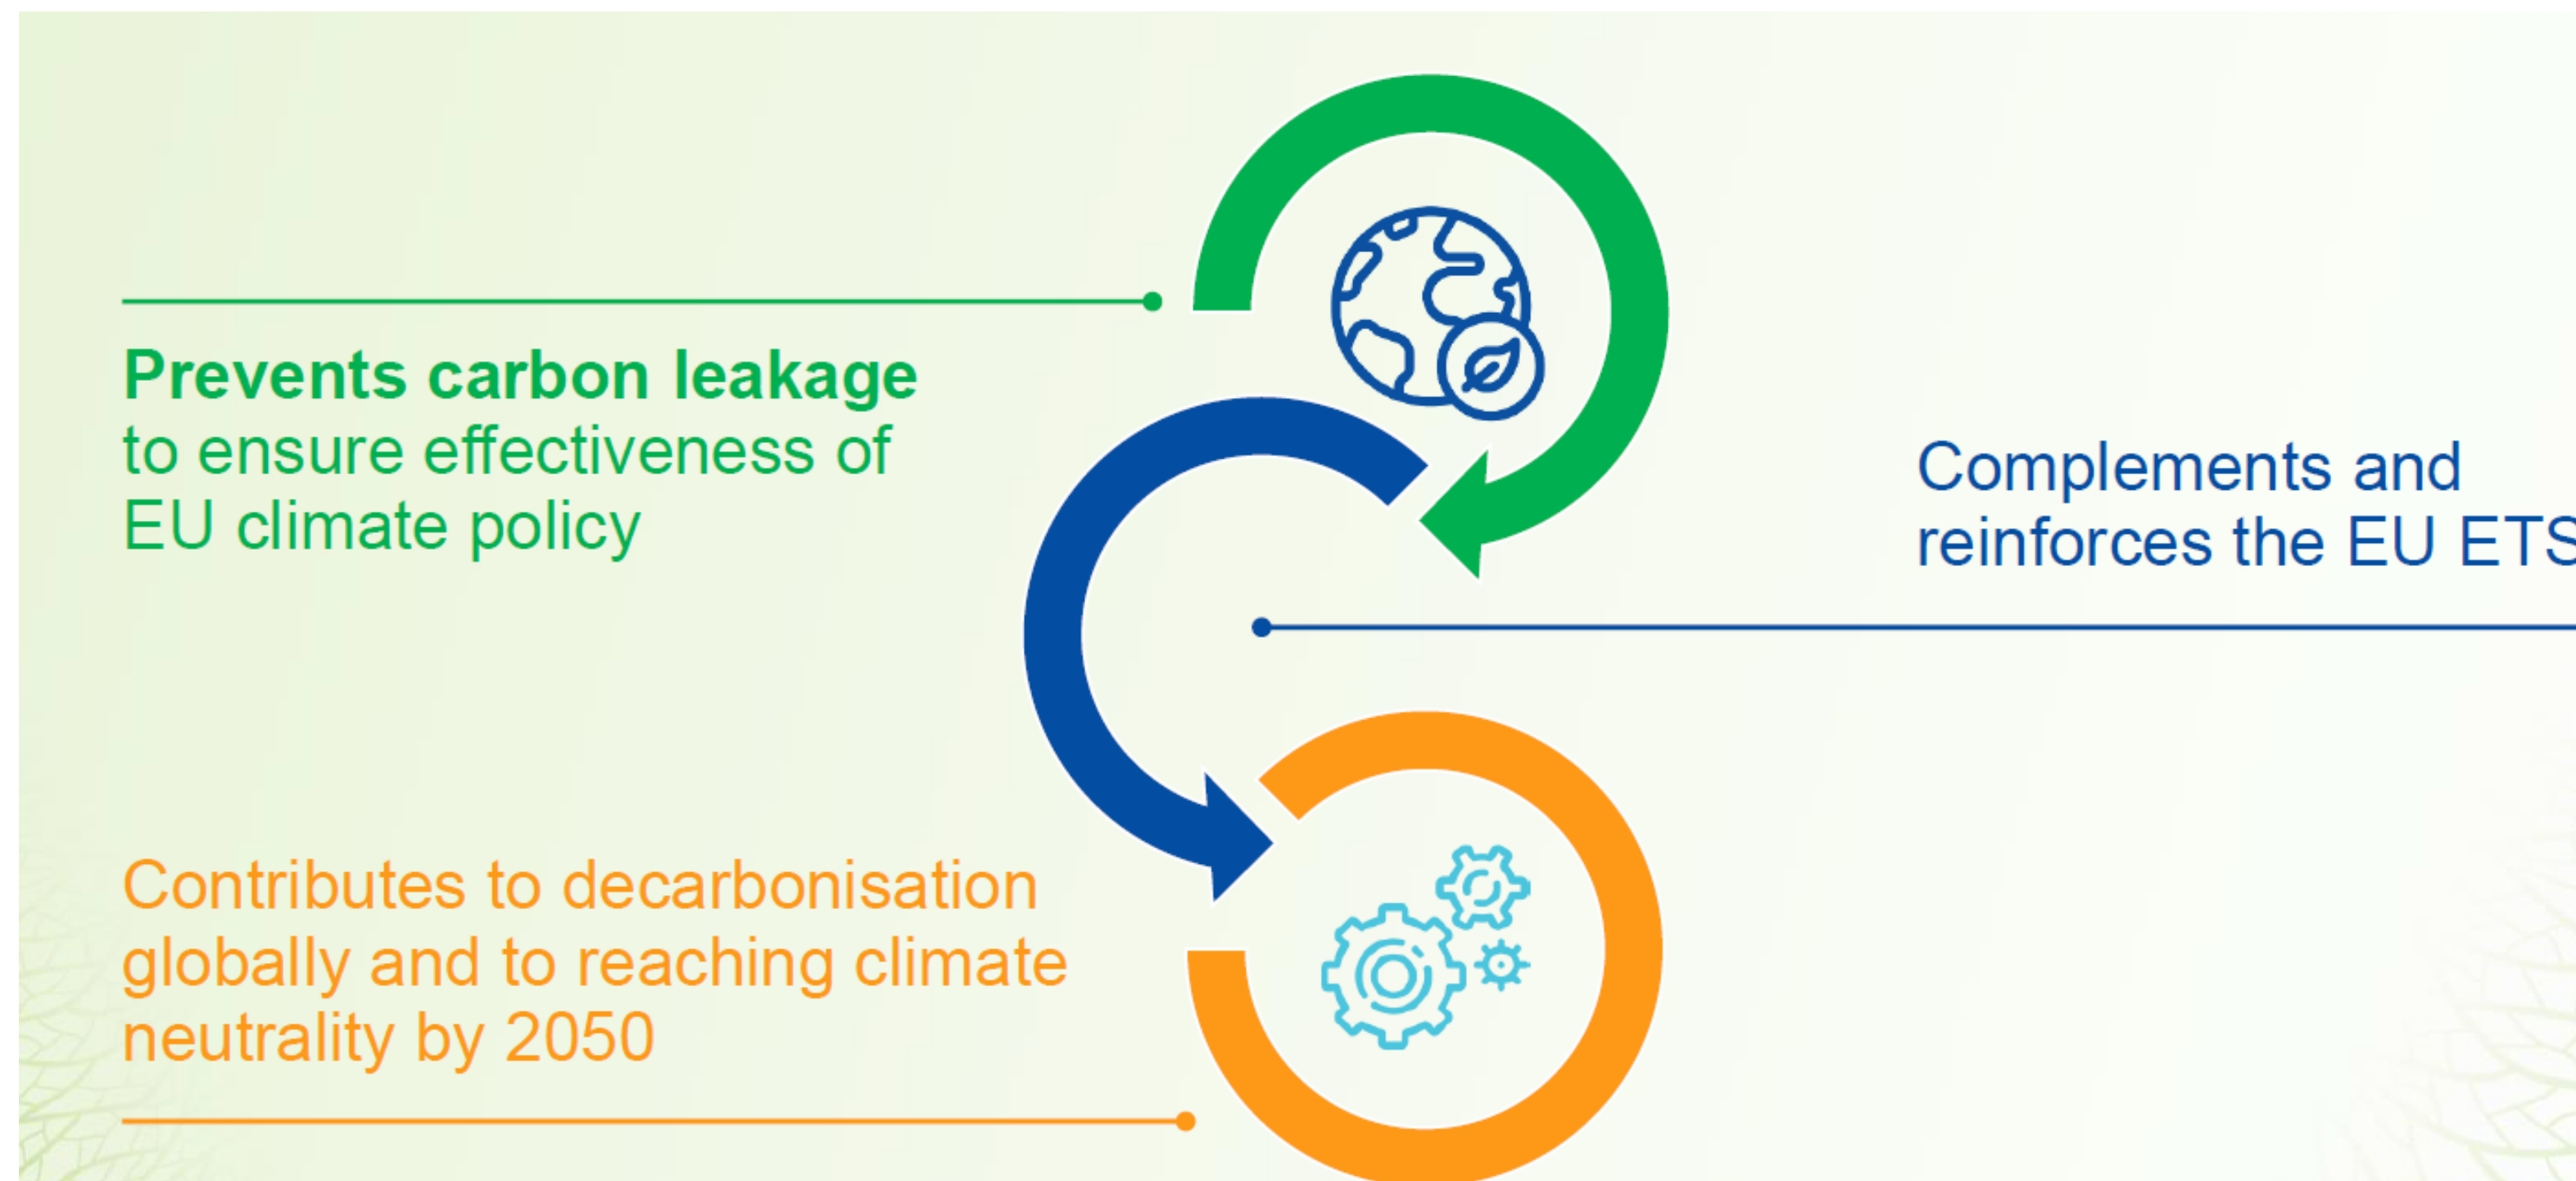 Prevents carbon leakage
to ensure effectiveness of
EU climate policy
Complements and
reinforces the EU ETS
Contributes to decarbonisation
globally and to reaching climate
neutrality by 2050